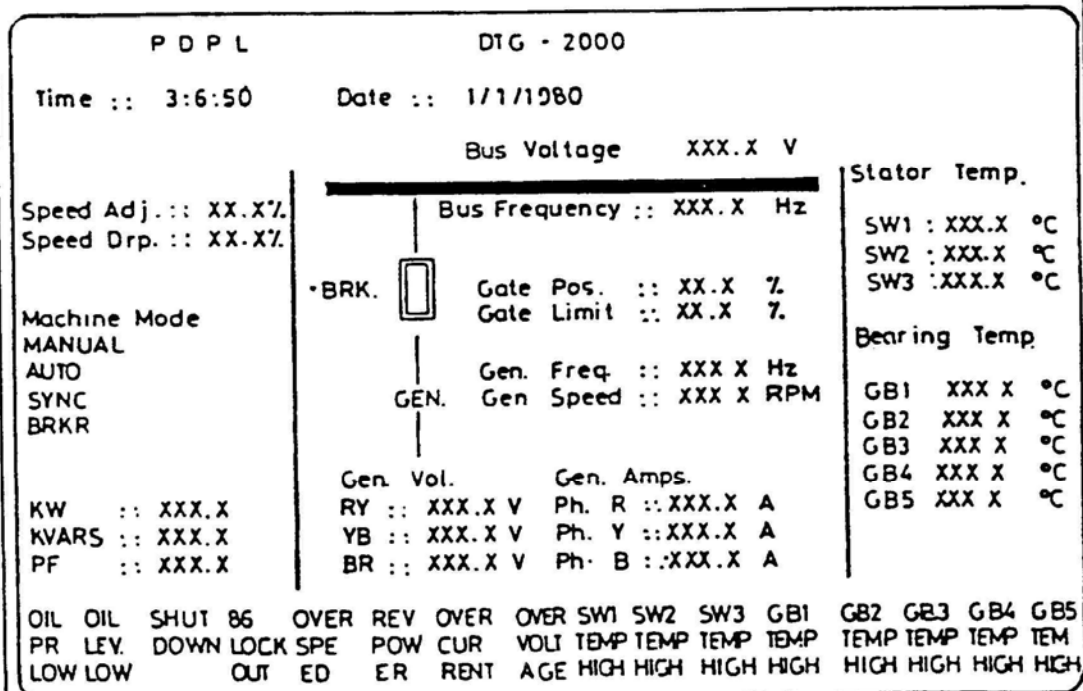 P D P L DTG - 2000
Time :: 3:6:50 Date :: 1/1/1980
Bus Voltage XXX.X V
Speed Adj. :: XX.X%
Speed Drp. :: XX.X%
Machine Mode
MANUAL
AUTO
SYNC
BRKR
KW :: XXX.X
KVARS :: XXX.X
PF :: XXX.X
Bus Frequency :: XXX.X Hz
BRK.
Gate Pos. :: XX.X %
Gate Limit :: XX.X %
Gen. Freq. :: XXX X Hz
GEN. Gen Speed :: XXX X RPM
Gen. Vol. Gen. Amps.
RY :: XXX.X V Ph. R :: XXX.X A
YB :: XXX.X V Ph. Y :: XXX.X A
BR :: XXX.X V Ph. B :: XXX.X A
Stator Temp.
SW1 : XXX.X °C
SW2 : XXX.X °C
SW3 : XXX.X °C
Bearing Temp
GB1 XXX X °C
GB2 XXX X °C
GB3 XXX X °C
GB4 XXX X °C
GB5 XXX X °C
OIL OIL SHUT 86 OVER REV OVER OVER SW1 SW2 SW3 GB1 GB2 GB3 GB4 GB5
PR LEV. DOWN LOCK SPE POW CUR VOLT TEMP TEMP TEMP TEMP TEMP TEMP TEMP TEM
LOW LOW OUT ED ER RENT AGE HIGH HIGH HIGH HIGH HIGH HIGH HIGH HIGH